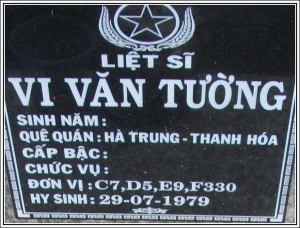 LIỆT SĨ
VI VĂN TƯỜNG
SINH NĂM :
QUÊ QUÁN : HÀ TRUNG - THANH HÓA
CẤP BẬC :
CHỨC VỤ :
ĐƠN VỊ : C7,D5,E9,F330
HY SINH : 29-07-1979